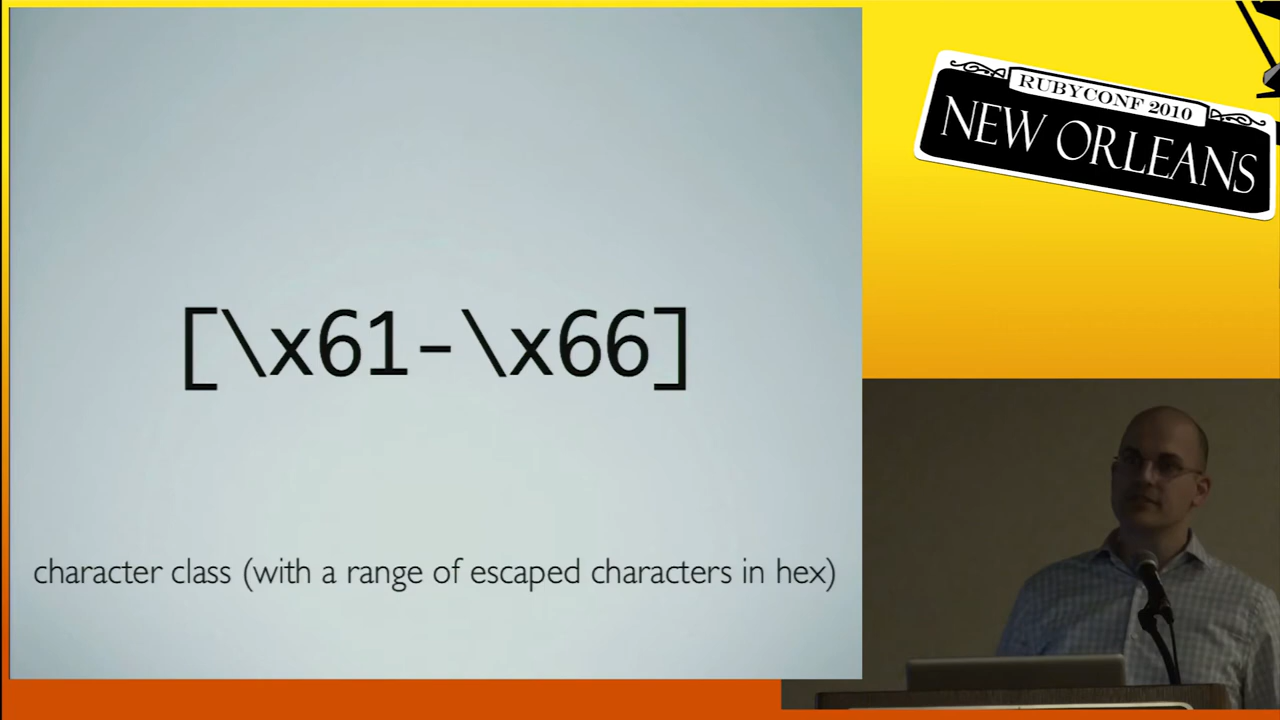 [\x61-\x66]
character class (with a range of escaped characters in hex)
RUBYCONF 2010
NEW ORLEANS